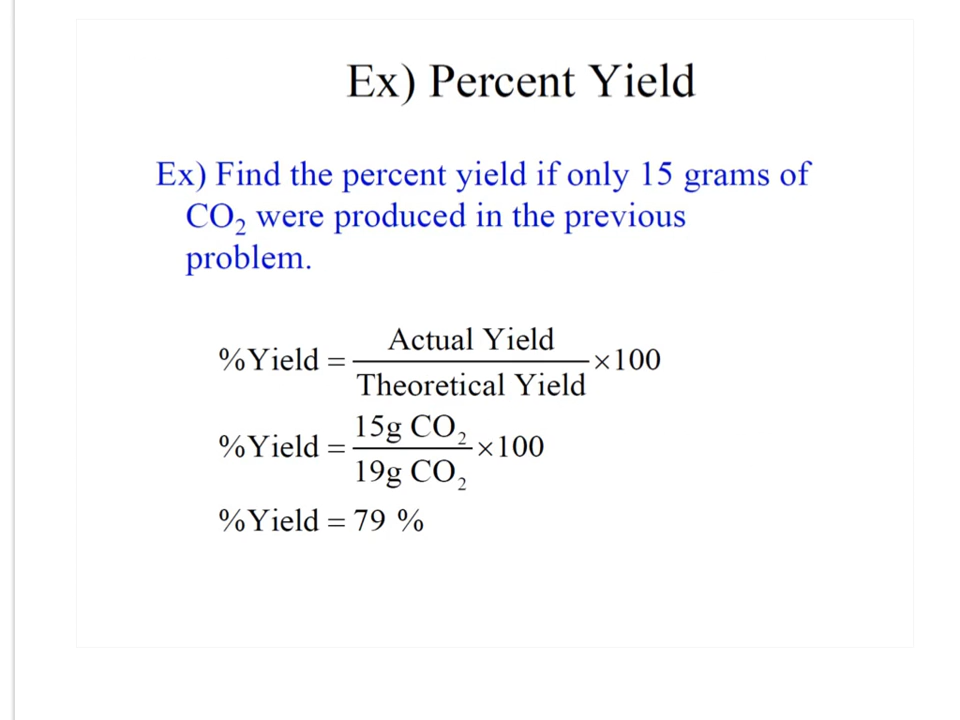 Ex) Percent Yield
Ex) Find the percent yield if only 15 grams of
CO₂ were produced in the previous
problem.
%Yield = Actual Yield / Theoretical Yield ×100
%Yield = 15g CO₂ / 19g CO₂ ×100
%Yield = 79 %